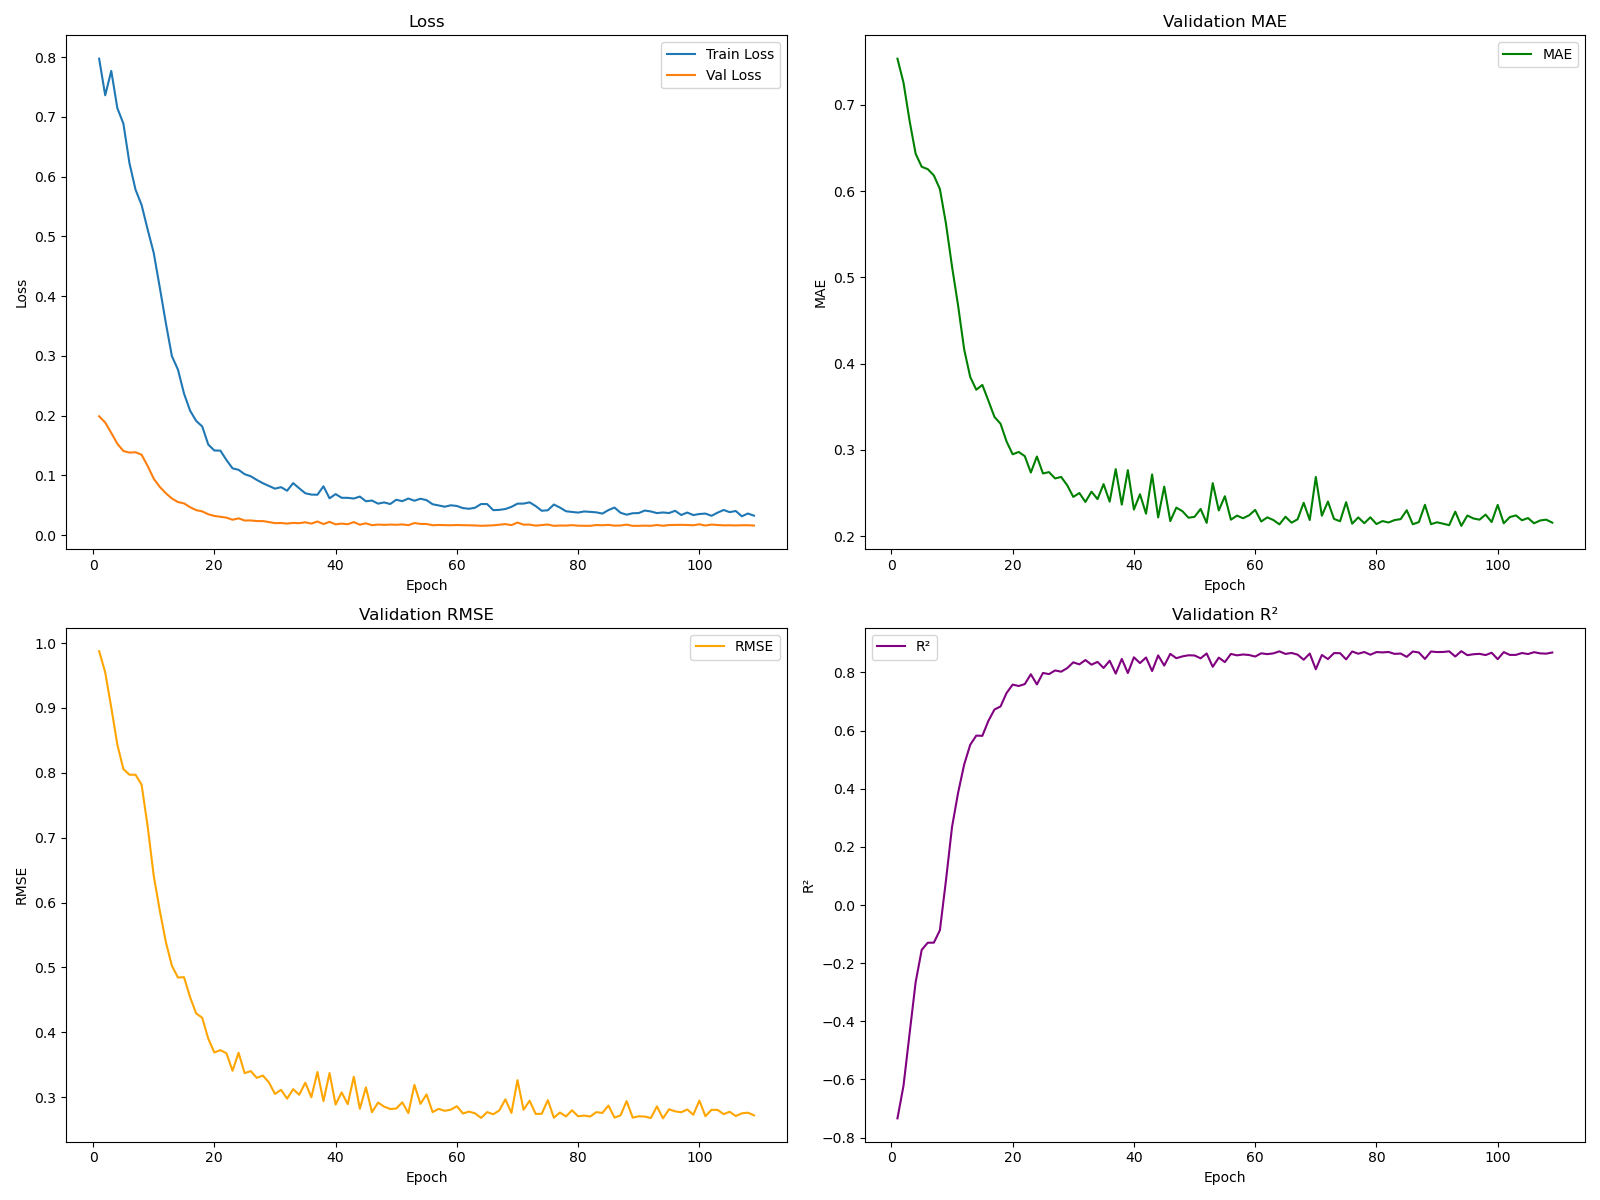 Loss
Train Loss
Val Loss
0.8
0.7
0.6
0.5
0.4
0.3
0.2
0.1
0.0
Loss
0 20 40 60 80 100
Epoch
Validation MAE
MAE
0.7
0.6
0.5
0.4
0.3
0.2
MAE
0 20 40 60 80 100
Epoch
Validation RMSE
RMSE
1.0
0.9
0.8
0.7
0.6
0.5
0.4
0.3
RMSE
0 20 40 60 80 100
Epoch
Validation R²
R²
0.8
0.6
0.4
0.2
0.0
−0.2
−0.4
−0.6
−0.8
R²
0 20 40 60 80 100
Epoch